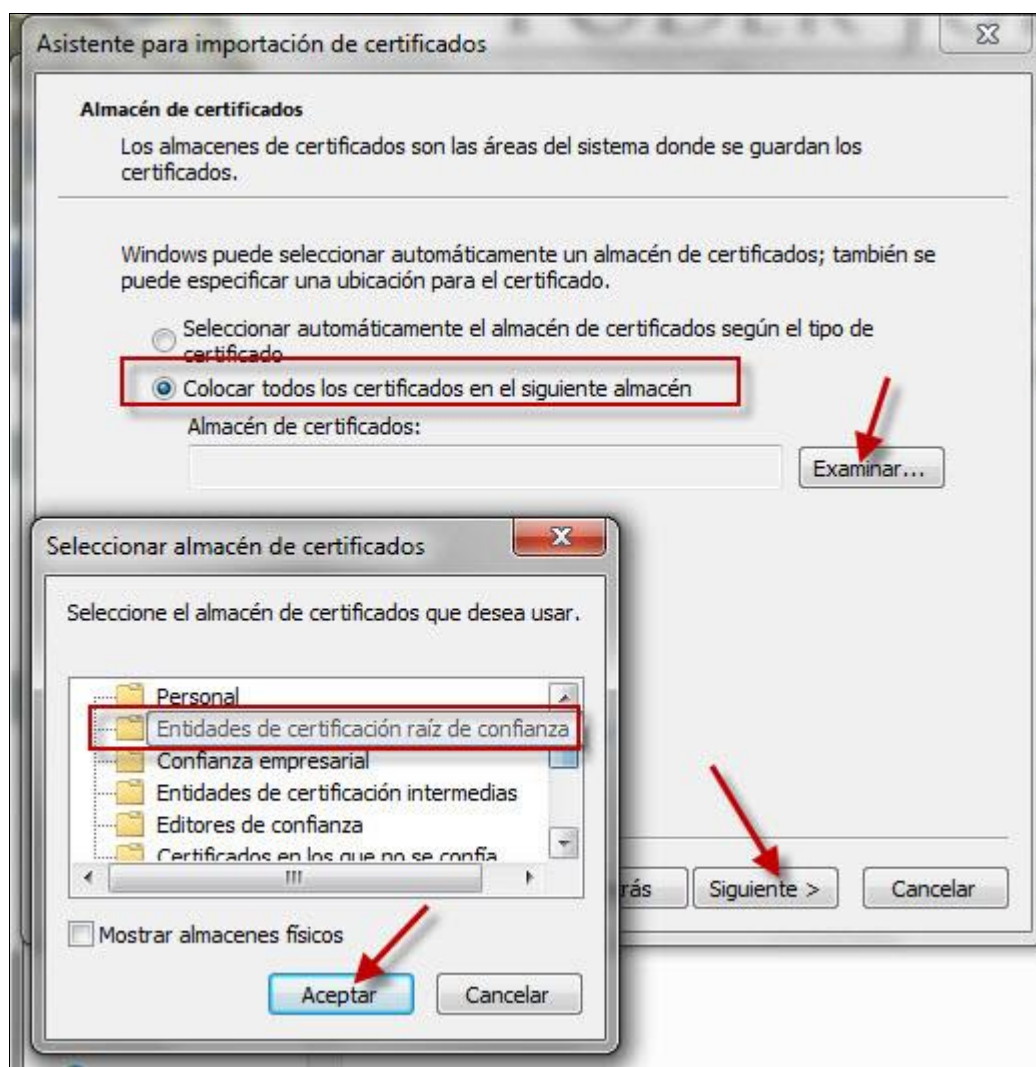 Asistente para importación de certificados
Almacén de certificados
Los almacenes de certificados son las áreas del sistema donde se guardan los
certificados.
Windows puede seleccionar automáticamente un almacén de certificados; también se
puede especificar una ubicación para el certificado.
Seleccionar automáticamente el almacén de certificados según el tipo de
certificado
Colocar todos los certificados en el siguiente almacén
Almacén de certificados:
Examinar...
Seleccionar almacén de certificados
Seleccione el almacén de certificados que desea usar.
Personal
Entidades de certificación raíz de confianza
Confianza empresarial
Entidades de certificación intermedias
Editores de confianza
Certificados en los que no se confía
Mostrar almacenes físicos
Aceptar
Cancelar
rás
Siguiente >
Cancelar